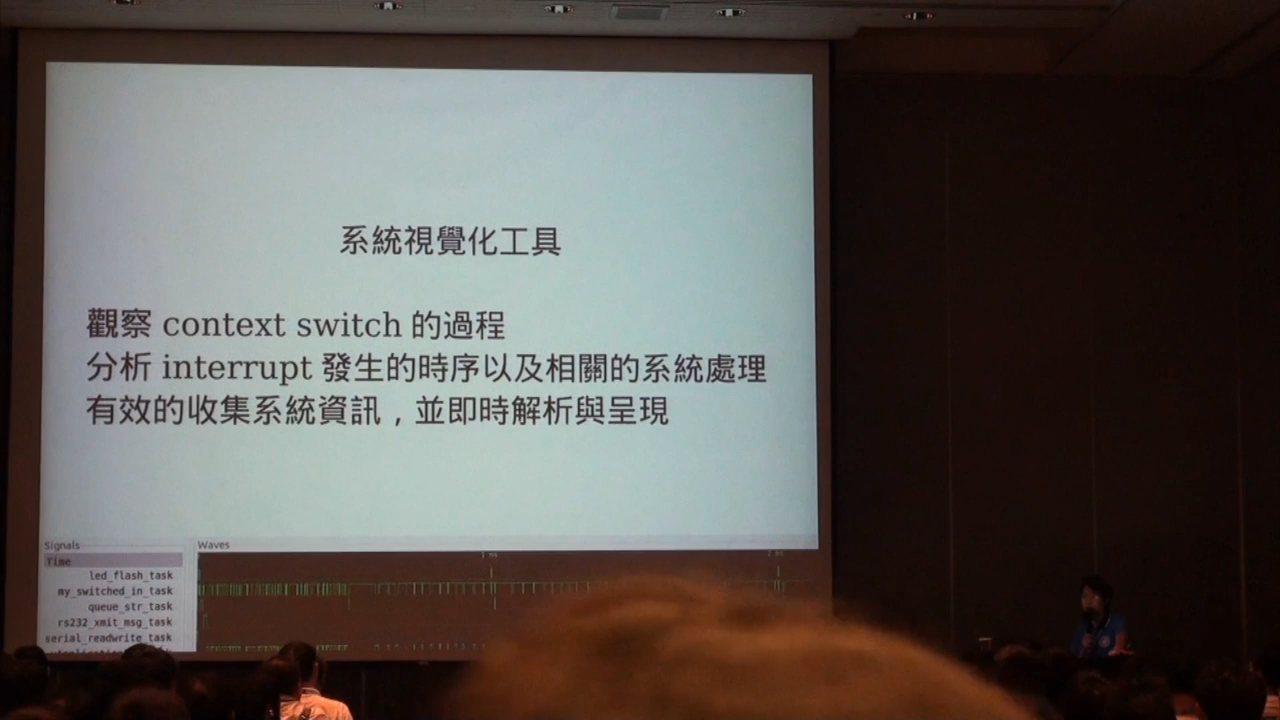 系統視覺化工具
觀察 context switch 的過程
分析 interrupt 發生的時序以及相關的系統處理
有效的收集系統資訊，並即時解析與呈現
Signals
Waves
Time
1 ms
led_flash_task
my_switched_in_task
queue_str_task
rs232_xmit_msg_task
serial_readwrite_task